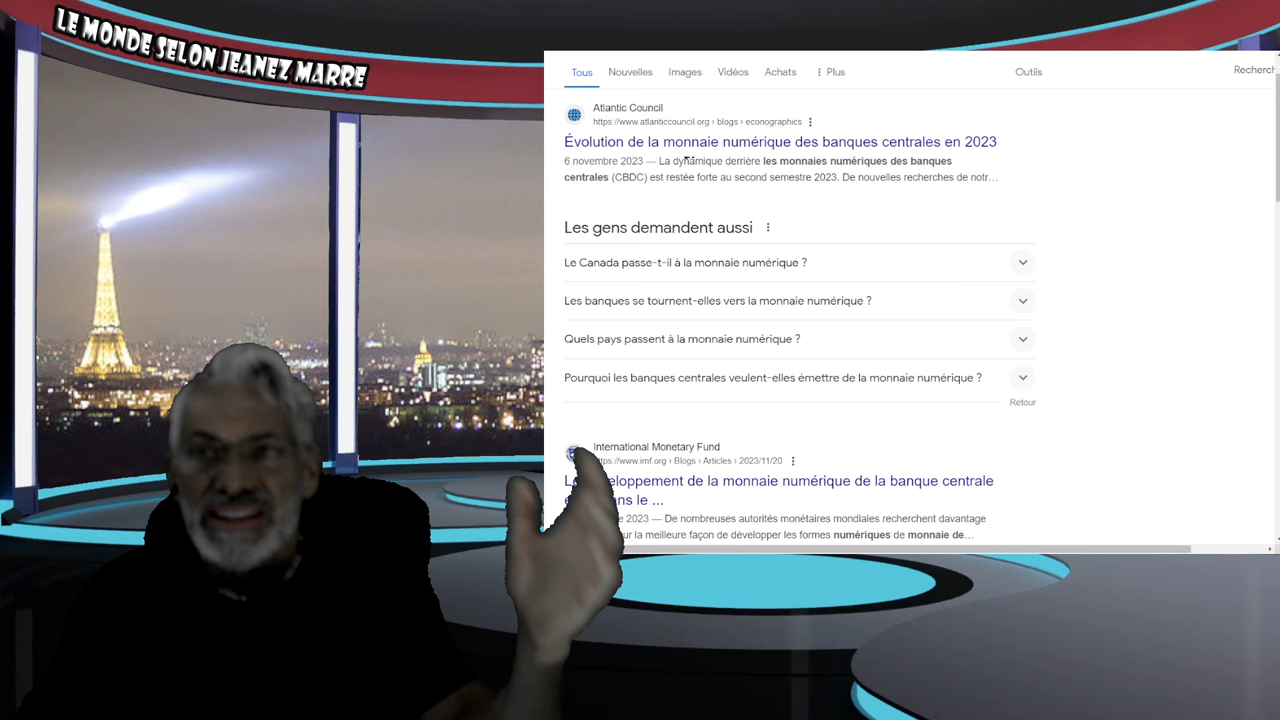 LE MONDE SELON JEANEZ MARRE
Tous Nouvelles Images Vidéos Achats Plus Outils
Atlantic Council
https://www.atlanticcouncil.org › blogs › econographics
Évolution de la monnaie numérique des banques centrales en 2023
6 novembre 2023 — La dynamique derrière les monnaies numériques des banques
centrales (CBDC) est restée forte au second semestre 2023. De nouvelles recherches de notr...
Les gens demandent aussi
Le Canada passe-t-il à la monnaie numérique ?
Les banques se tournent-elles vers la monnaie numérique ?
Quels pays passent à la monnaie numérique ?
Pourquoi les banques centrales veulent-elles émettre de la monnaie numérique ?
Retour
International Monetary Fund
ttps://www.imf.org › Blogs › Articles › 2023/11/20
eloppement de la monnaie numérique de la banque centrale
ns le ...
e 2023 — De nombreuses autorités monétaires mondiales recherchent davantage
ur la meilleure façon de développer les formes numériques de monnaie de...